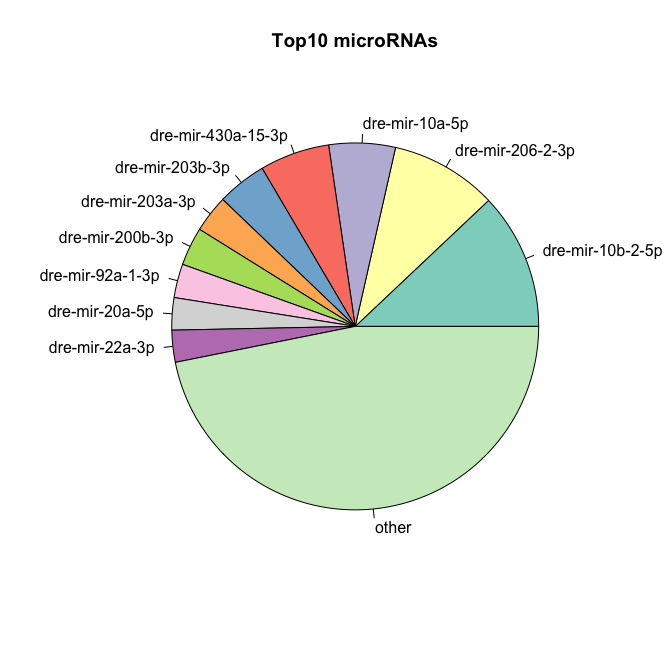 Top10 microRNAs
dre-mir-10a-5p
dre-mir-430a-15-3p
dre-mir-206-2-3p
dre-mir-203b-3p
dre-mir-203a-3p
dre-mir-200b-3p
dre-mir-10b-2-5p
dre-mir-92a-1-3p
dre-mir-20a-5p
dre-mir-22a-3p
other